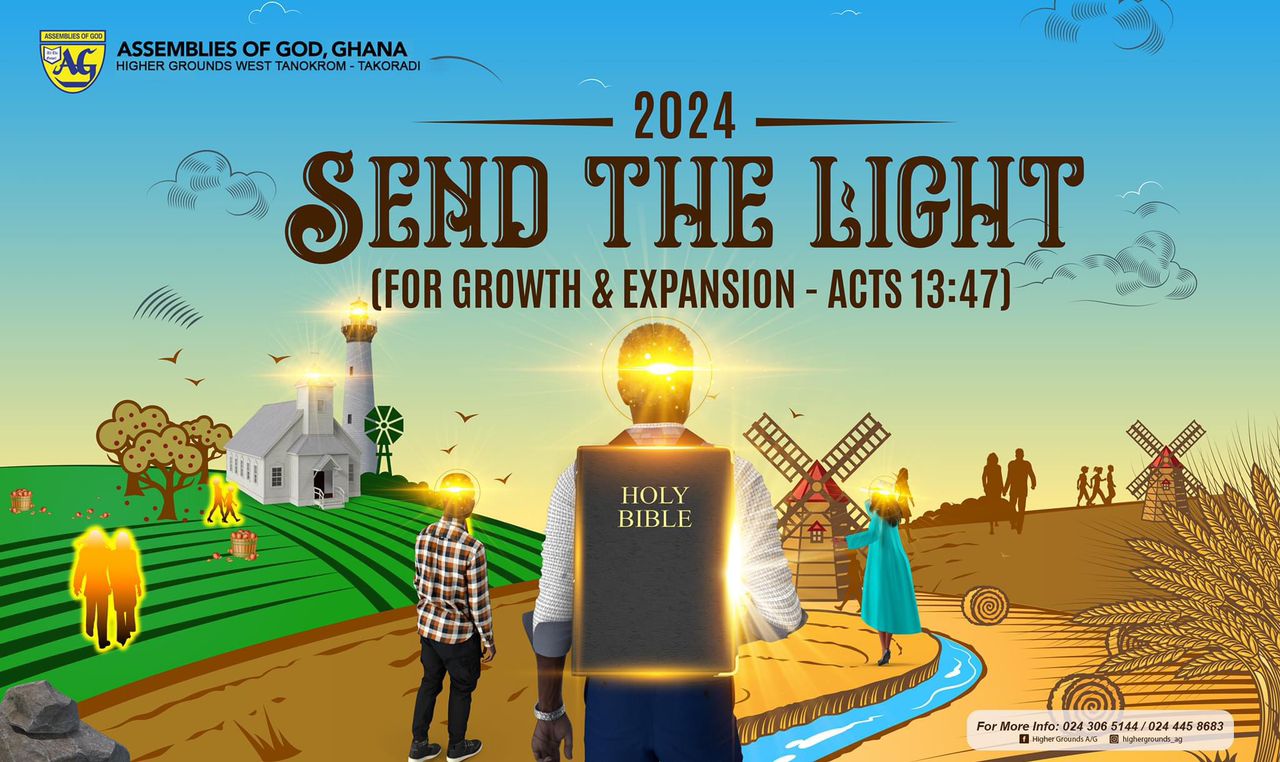 ASSEMBLIES OF GOD
AG
ASSEMBLIES OF GOD, GHANA
HIGHER GROUNDS WEST TANOKROM - TAKORADI
2024
SEND THE LIGHT
(FOR GROWTH & EXPANSION - ACTS 13:47)
HOLY
BIBLE
For More Info: 024 306 5144 / 024 445 8683
Higher Grounds A/G highergrounds_ag